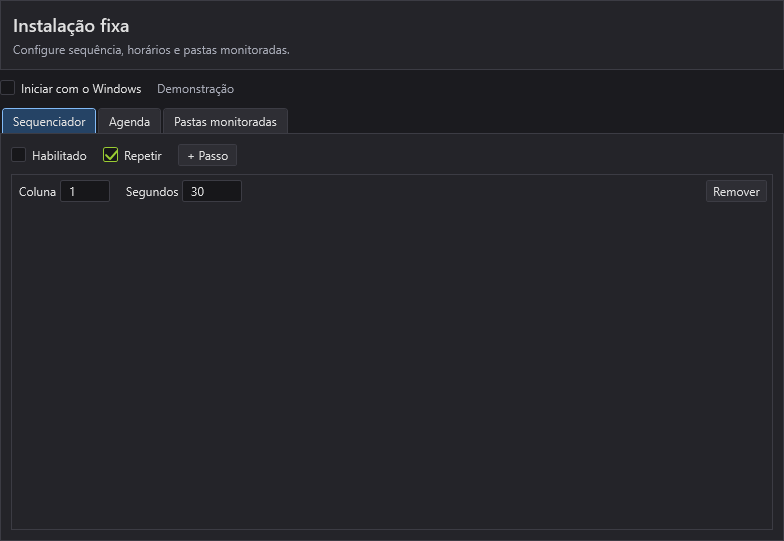 Instalação fixa
Configure sequência, horários e pastas monitoradas.
Iniciar com o Windows Demonstração
Sequenciador Agenda Pastas monitoradas
Habilitado Repetir + Passo
Coluna 1 Segundos 30 Remover